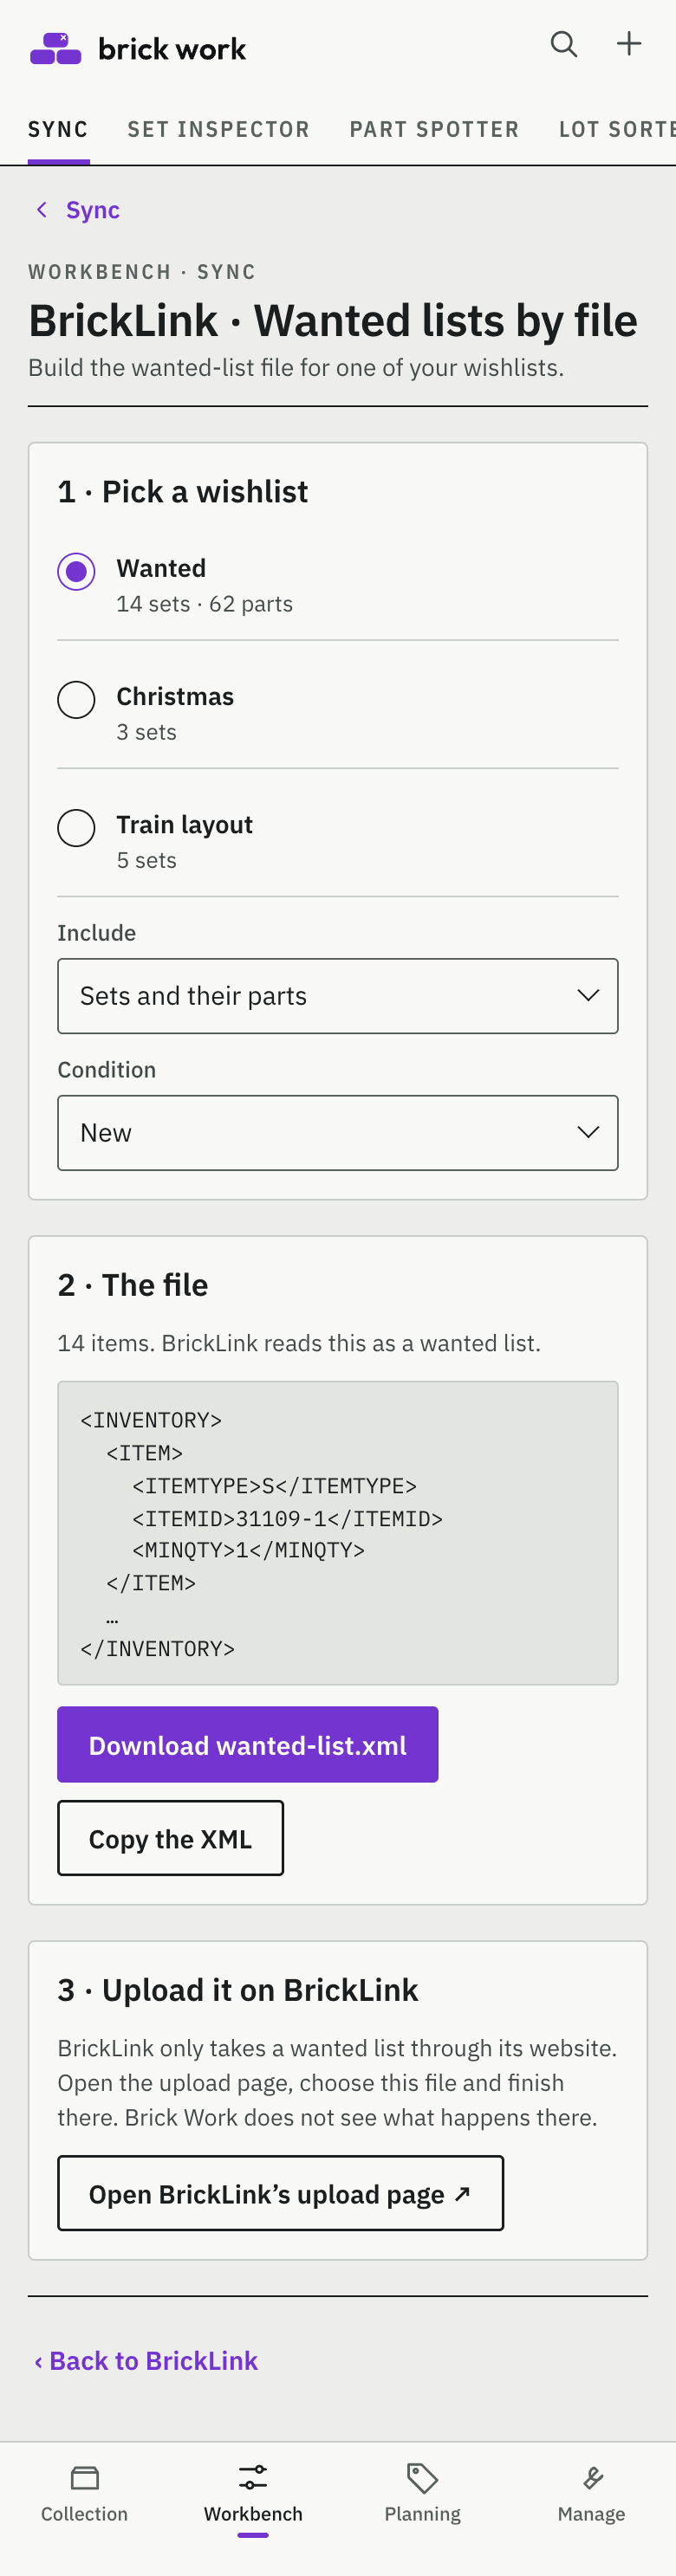 brick work
SYNC
SET INSPECTOR
PART SPOTTER
LOT SORTE
Sync
WORKBENCH · SYNC
BrickLink · Wanted lists by file
Build the wanted-list file for one of your wishlists.
1 · Pick a wishlist
Wanted
14 sets · 62 parts
Christmas
3 sets
Train layout
5 sets
Include
Sets and their parts
Condition
New
2 · The file
14 items. BrickLink reads this as a wanted list.
<INVENTORY>
  <ITEM>
    <ITEMTYPE>S</ITEMTYPE>
    <ITEMID>31109-1</ITEMID>
    <MINQTY>1</MINQTY>
  </ITEM>
  …
</INVENTORY>
Download wanted-list.xml
Copy the XML
3 · Upload it on BrickLink
BrickLink only takes a wanted list through its website.
Open the upload page, choose this file and finish
there. Brick Work does not see what happens there.
Open BrickLink’s upload page ↗
‹ Back to BrickLink
Collection
Workbench
Planning
Manage